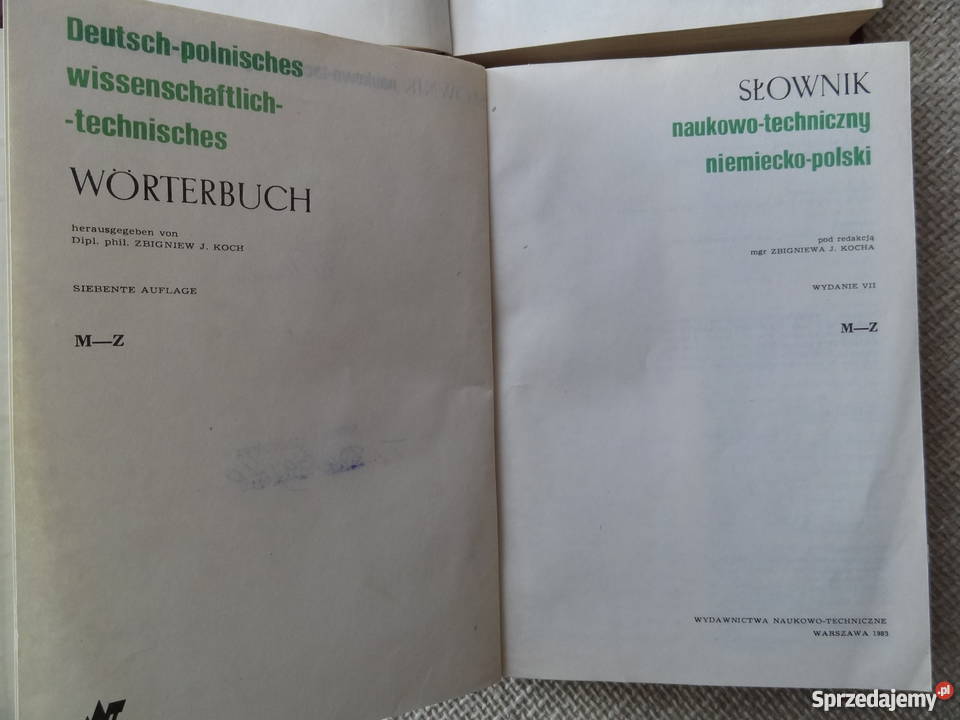 Deutsch-polnisches
wissenschaftlich-
-technisches
WÖRTERBUCH
herausgegeben von
Dipl. phil. ZBIGNIEW J. KOCH
SIEBENTE AUFLAGE
M—Z
SŁOWNIK
naukowo-techniczny
niemiecko-polski
pod redakcją
mgr ZBIGNIEWA J. KOCHA
WYDANIE VII
M—Z
WYDAWNICTWA NAUKOWO-TECHNICZNE
WARSZAWA 1983
Sprzedajemy.pl